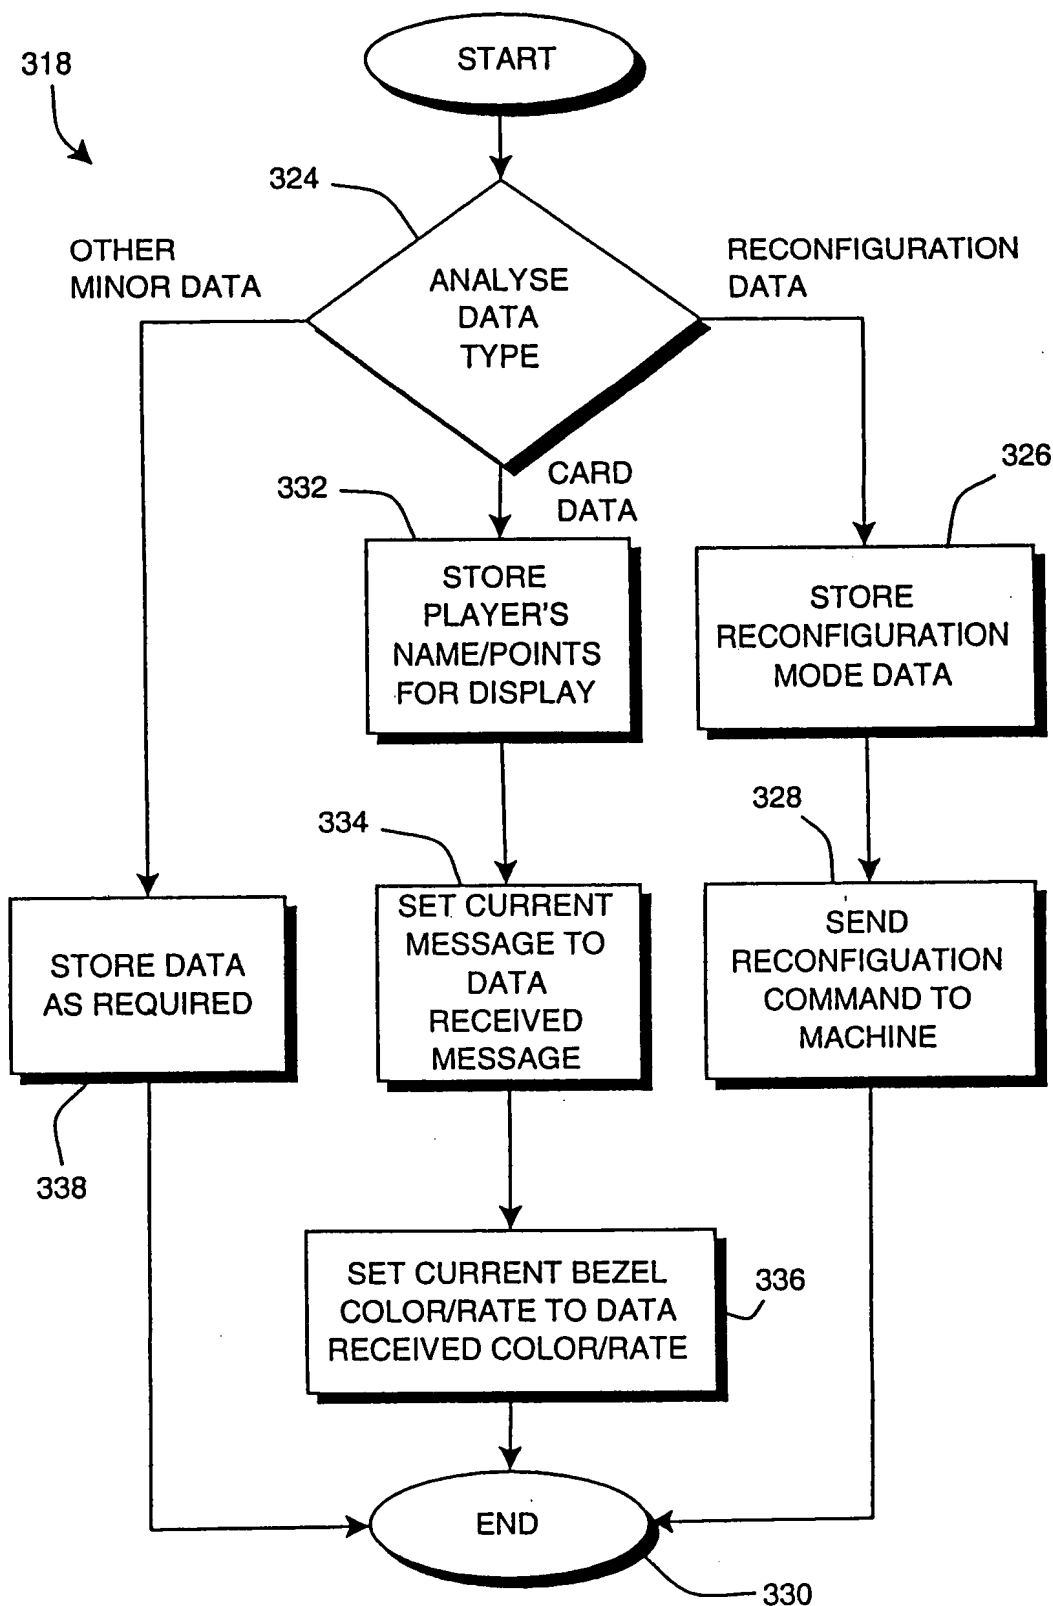 START
318
324
OTHER
MINOR DATA
RECONFIGURATION
DATA
ANALYSE
DATA
TYPE
CARD
DATA
332
326
STORE
PLAYER'S
NAME/POINTS
FOR DISPLAY
STORE
RECONFIGURATION
MODE DATA
334
328
STORE DATA
AS REQUIRED
SET CURRENT
MESSAGE TO
DATA
RECEIVED
MESSAGE
SEND
RECONFIGUATION
COMMAND TO
MACHINE
338
SET CURRENT BEZEL
COLOR/RATE TO DATA
RECEIVED COLOR/RATE
336
END
330